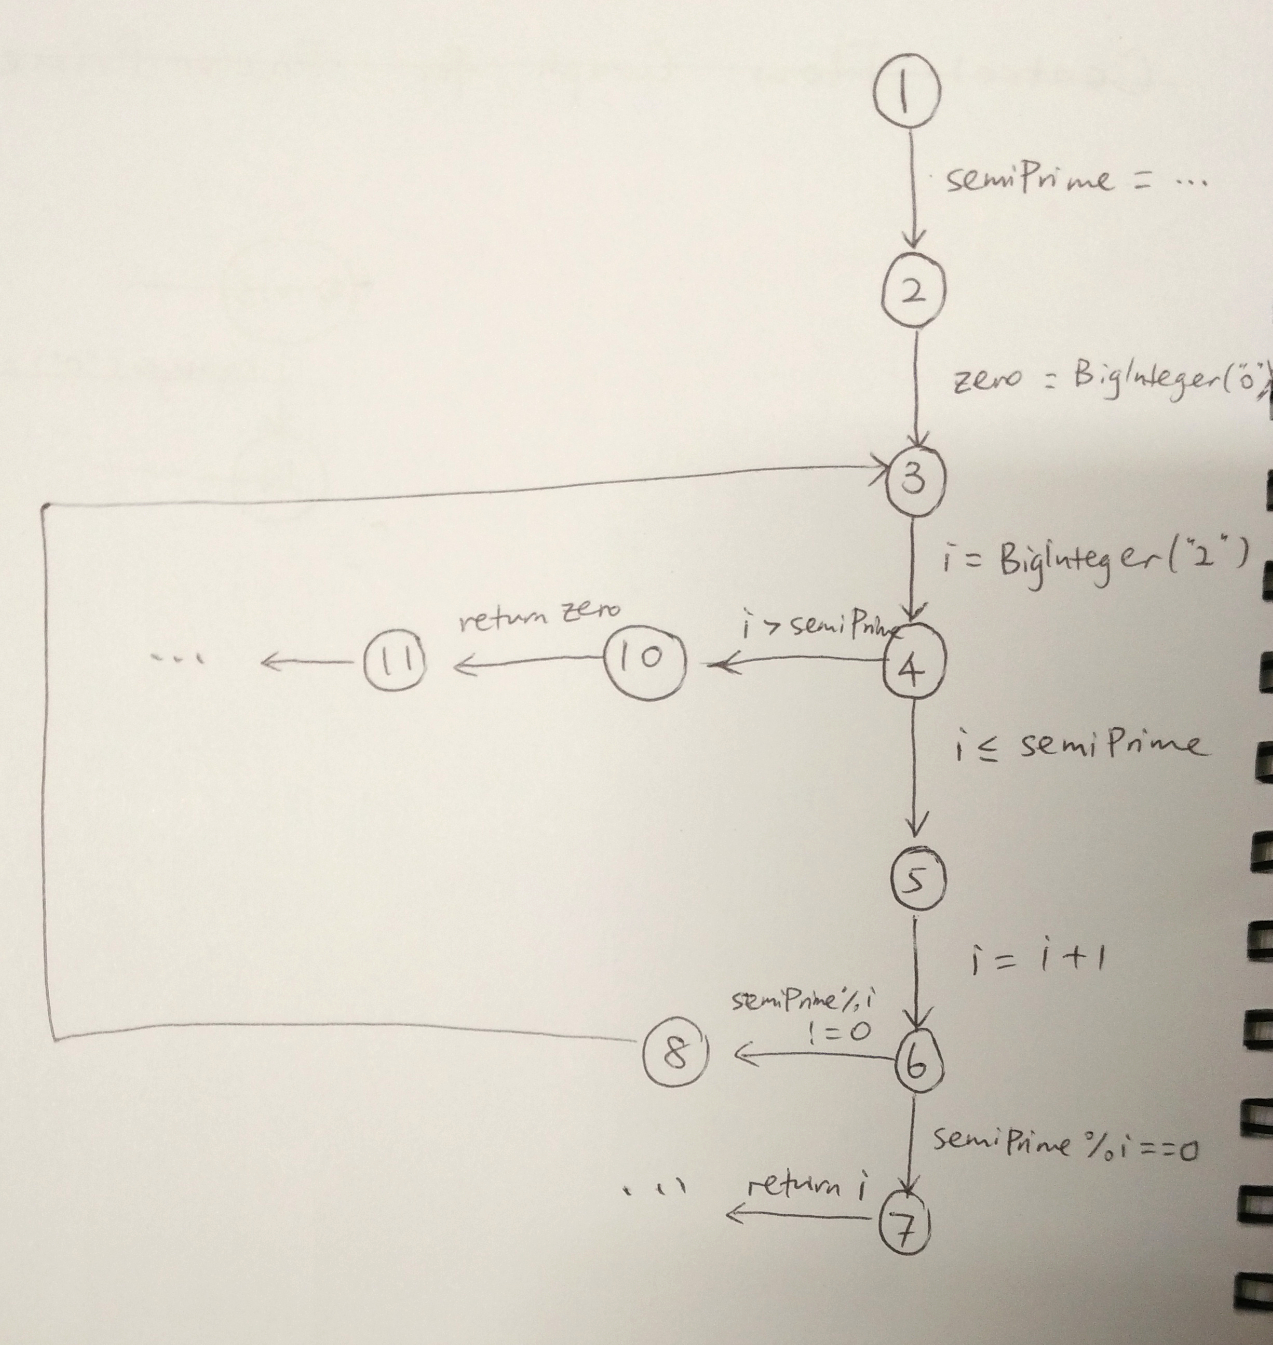 1
semiPrime = ...
2
zero = BigInteger("0")
3
i = BigInteger("2")
return zero
i > semiPrime
... 11 10 4
i ≤ semiPrime
5
i = i + 1
semiPrime % i
!= 0
8 6
semiPrime % i == 0
... return i
7